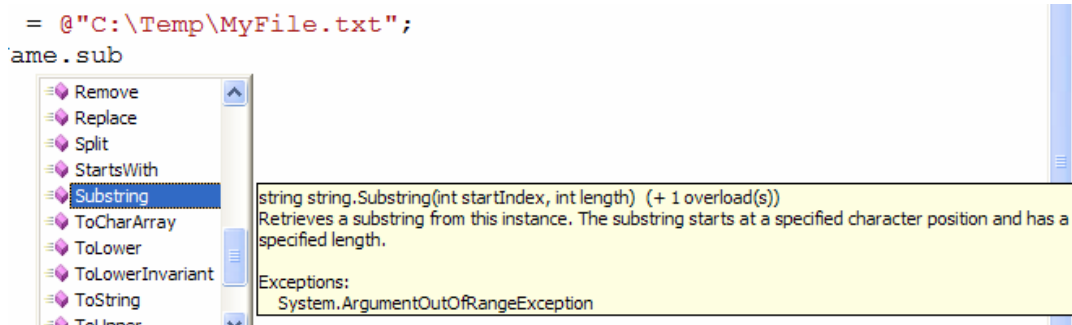 = @"C:\Temp\MyFile.txt";
ame.sub
Remove
Replace
Split
StartsWith
Substring
string string.Substring(int startIndex, int length) (+ 1 overload(s))
ToCharArray
Retrieves a substring from this instance. The substring starts at a specified character position and has a
specified length.
ToLower
ToLowerInvariant
Exceptions:
ToString
System.ArgumentOutOfRangeException
ToUpper